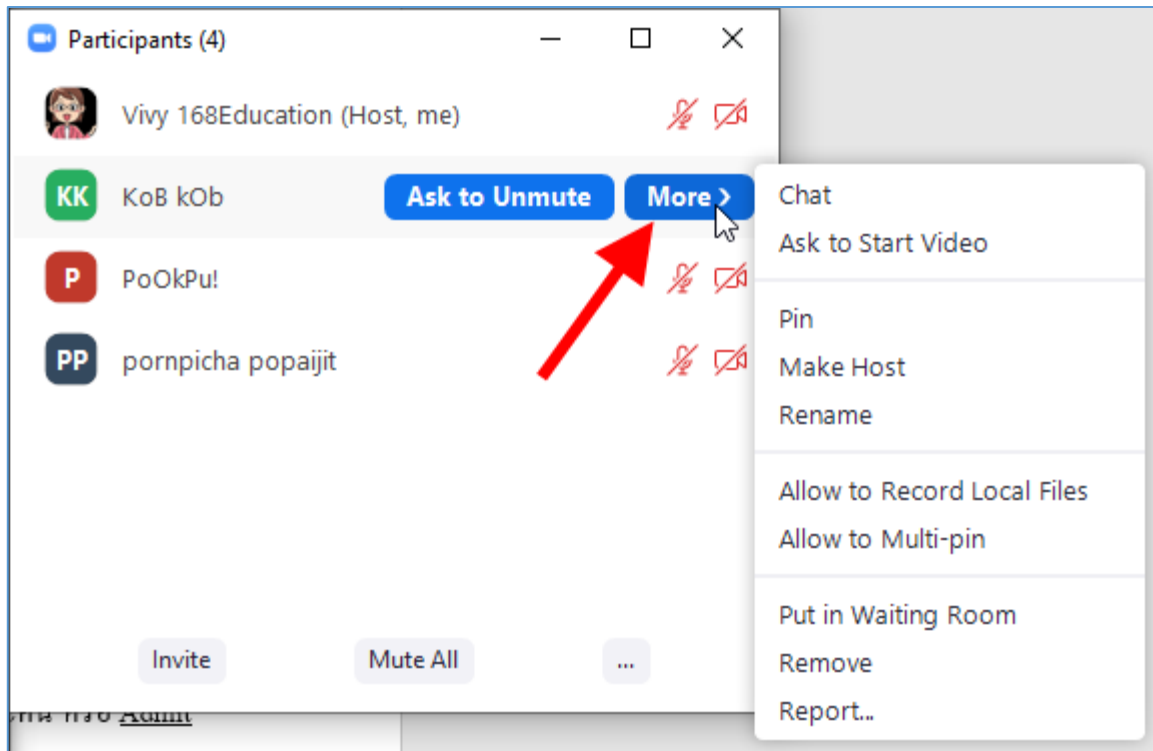 Participants (4)
Vivy 168Education (Host, me)
KK KoB kOb Ask to Unmute More
P PoOkPu!
PP pornpicha popaijit
Invite Mute All ...
Chat
Ask to Start Video
Pin
Make Host
Rename
Allow to Record Local Files
Allow to Multi-pin
Put in Waiting Room
Remove
Report...
Admit